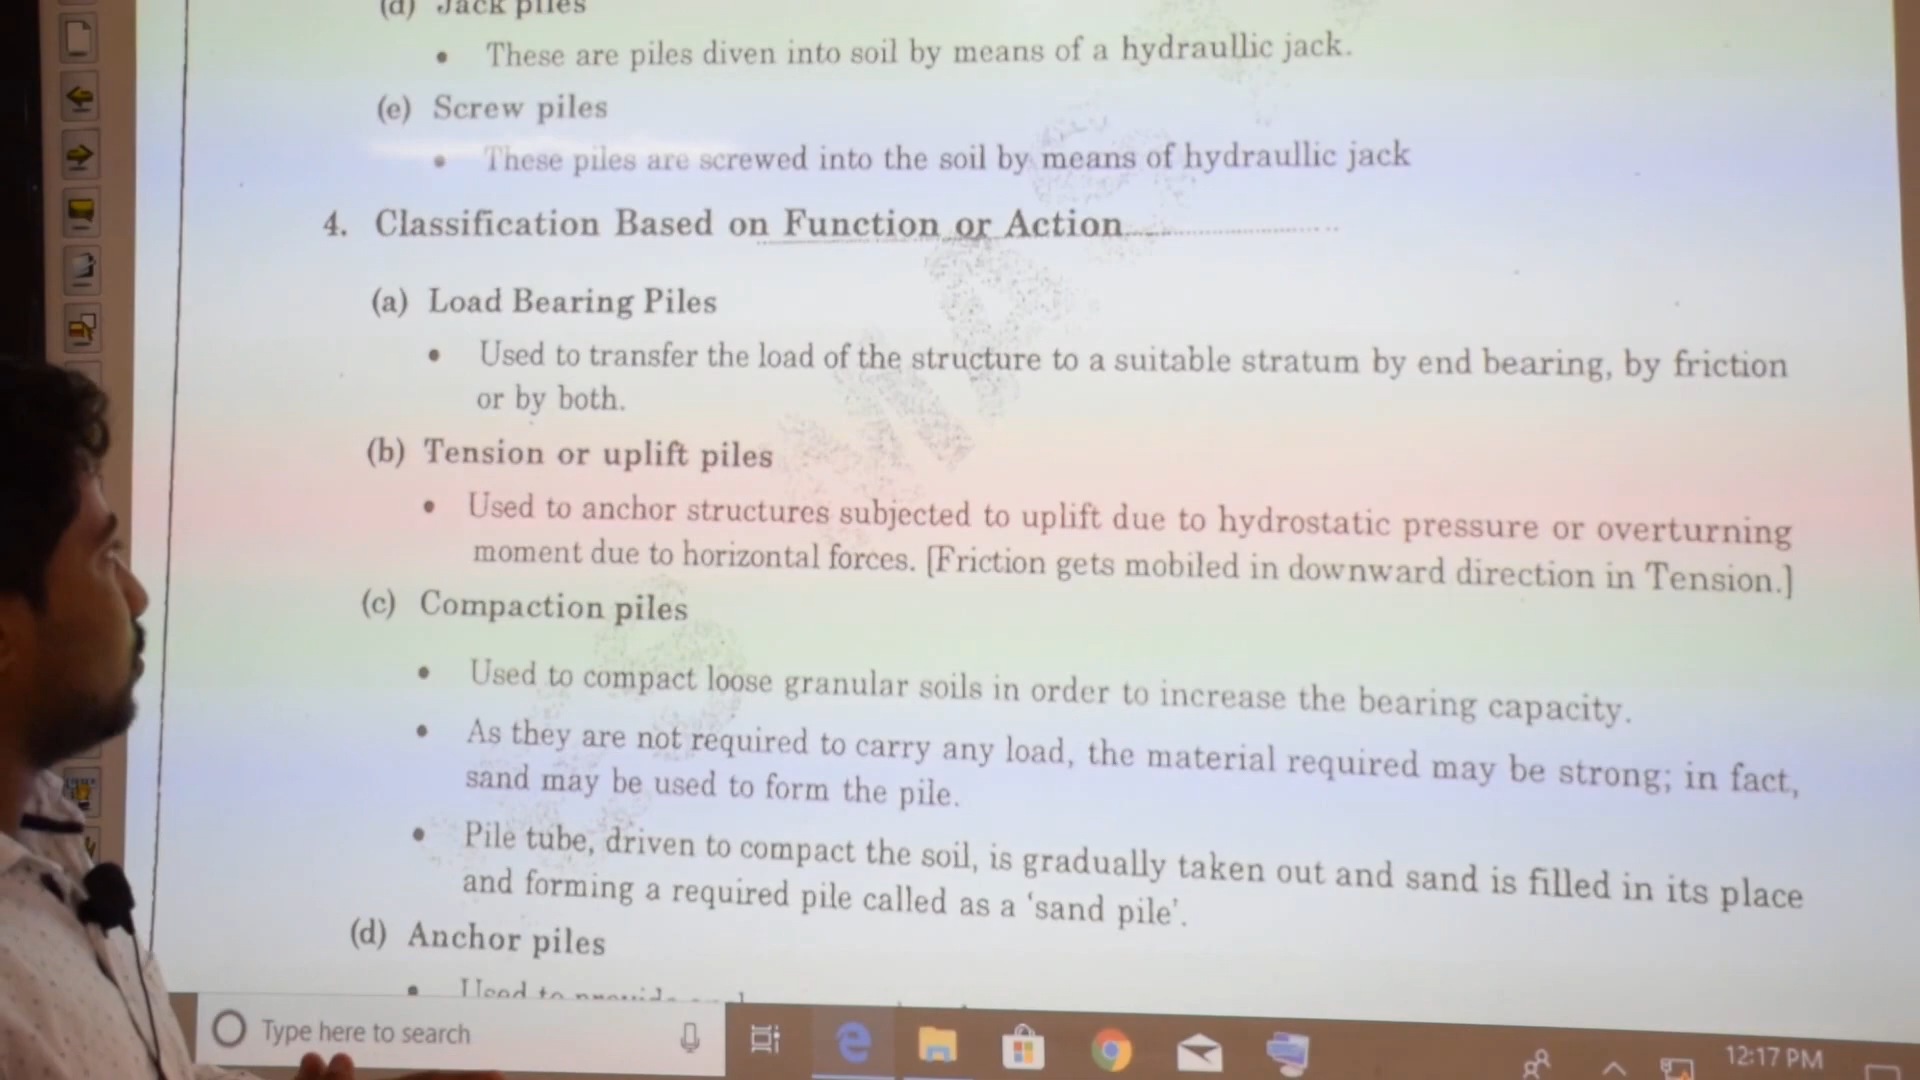 (d) Jack piles
• These are piles diven into soil by means of a hydraullic jack.
(e) Screw piles
• These piles are screwed into the soil by means of hydraullic jack
4. Classification Based on Function or Action
(a) Load Bearing Piles
• Used to transfer the load of the structure to a suitable stratum by end bearing, by friction
or by both.
(b) Tension or uplift piles
• Used to anchor structures subjected to uplift due to hydrostatic pressure or overturning
moment due to horizontal forces. [Friction gets mobiled in downward direction in Tension.]
(c) Compaction piles
• Used to compact loose granular soils in order to increase the bearing capacity.
• As they are not required to carry any load, the material required may be strong; in fact,
sand may be used to form the pile.
• Pile tube, driven to compact the soil, is gradually taken out and sand is filled in its place
and forming a required pile called as a 'sand pile'.
(d) Anchor piles
• Used to
Type here to search
12:17 PM